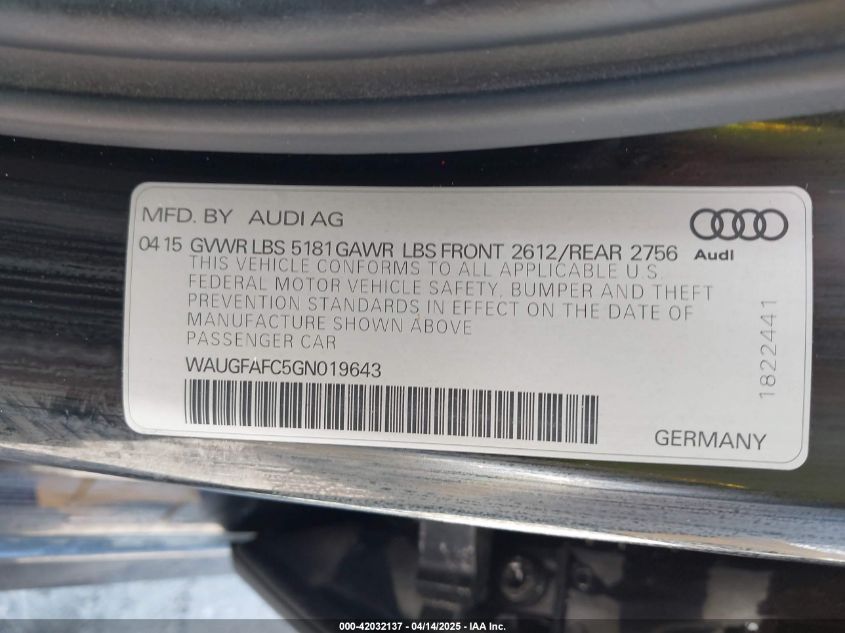 MFD. BY AUDI AG
0415 GVWR LBS 5181 GAWR LBS FRONT 2612/REAR 2756
Audi
THIS VEHICLE CONFORMS TO ALL APPLICABLE U S
FEDERAL MOTOR VEHICLE SAFETY, BUMPER AND THEFT
PREVENTION STANDARDS IN EFFECT ON THE DATE OF
MANUFACTURE SHOWN ABOVE
PASSENGER CAR
WAUGFAFC5GN019643
1822441
GERMANY
000-42032137 - 04/14/2025 - IAA Inc.